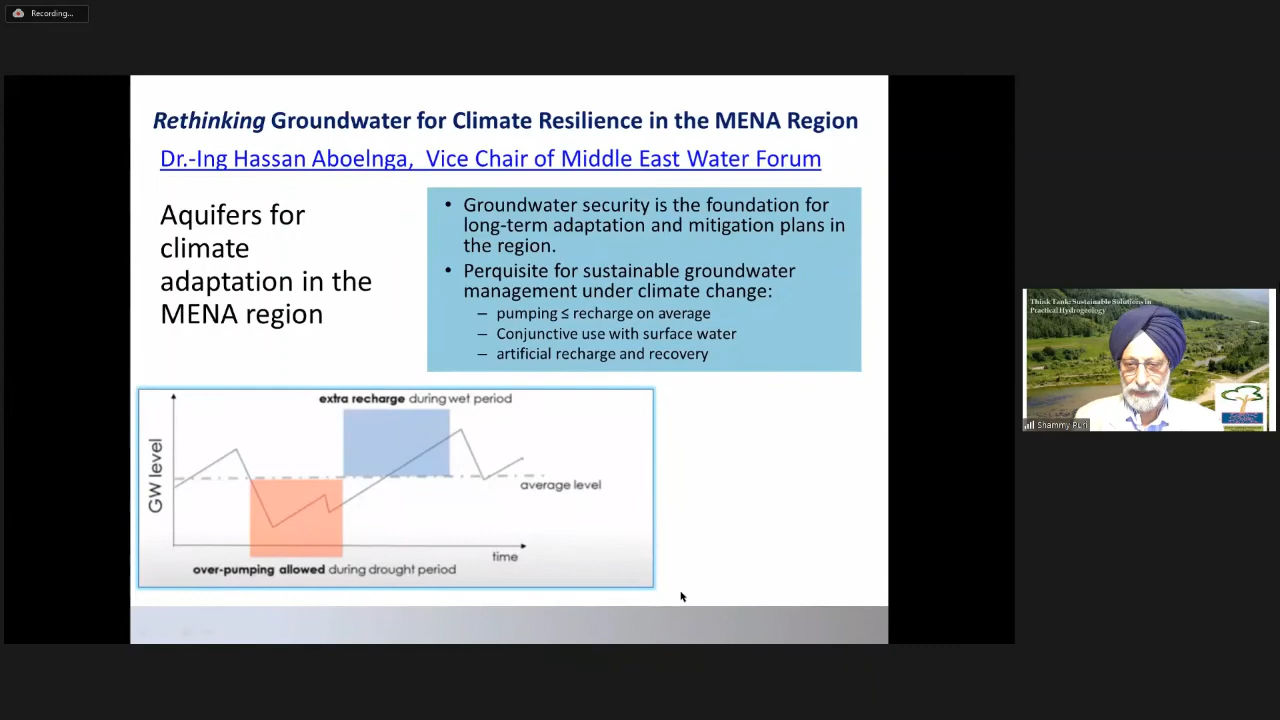 Recording...
Rethinking Groundwater for Climate Resilience in the MENA Region
Dr.-Ing Hassan Aboelnga, Vice Chair of Middle East Water Forum
Aquifers for
climate
adaptation in the
MENA region
• Groundwater security is the foundation for
long-term adaptation and mitigation plans in
the region.
• Perquisite for sustainable groundwater
management under climate change:
– pumping ≤ recharge on average
– Conjunctive use with surface water
– artificial recharge and recovery
extra recharge during wet period
GW level
average level
time
over-pumping allowed during drought period
Think Tank: Sustainable Solutions in
Practical Hydrogeology
Shammy Puri